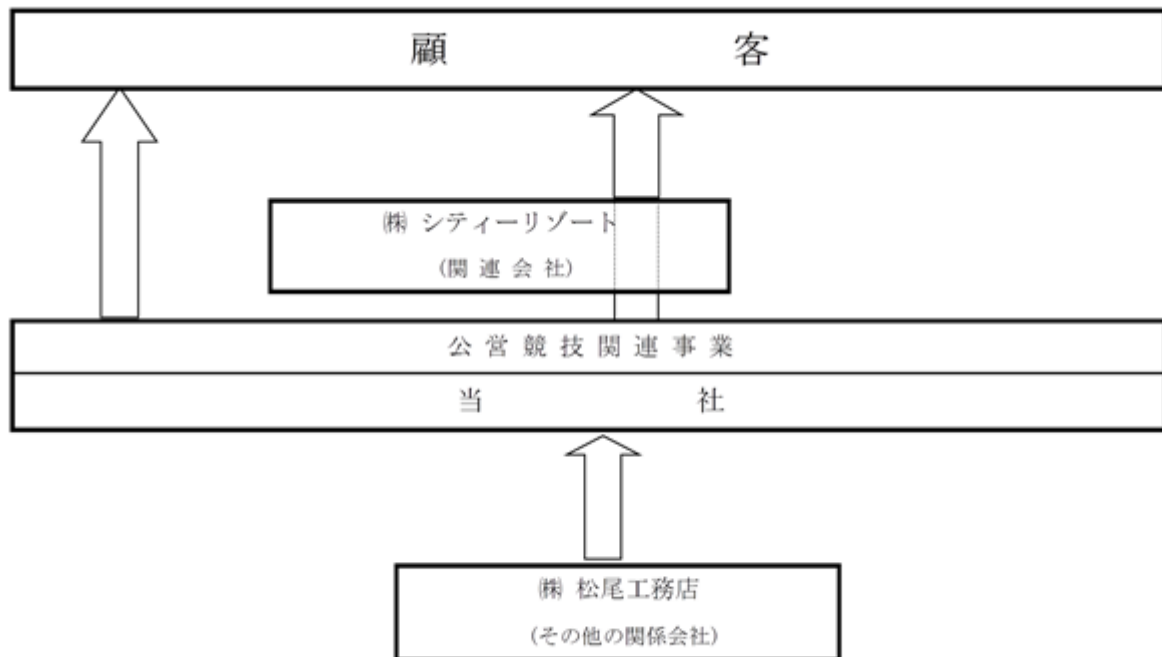 顧客
㈱ シティーリゾート
(関連会社)
公営競技関連事業
当社
㈱ 松尾工務店
(その他の関係会社)